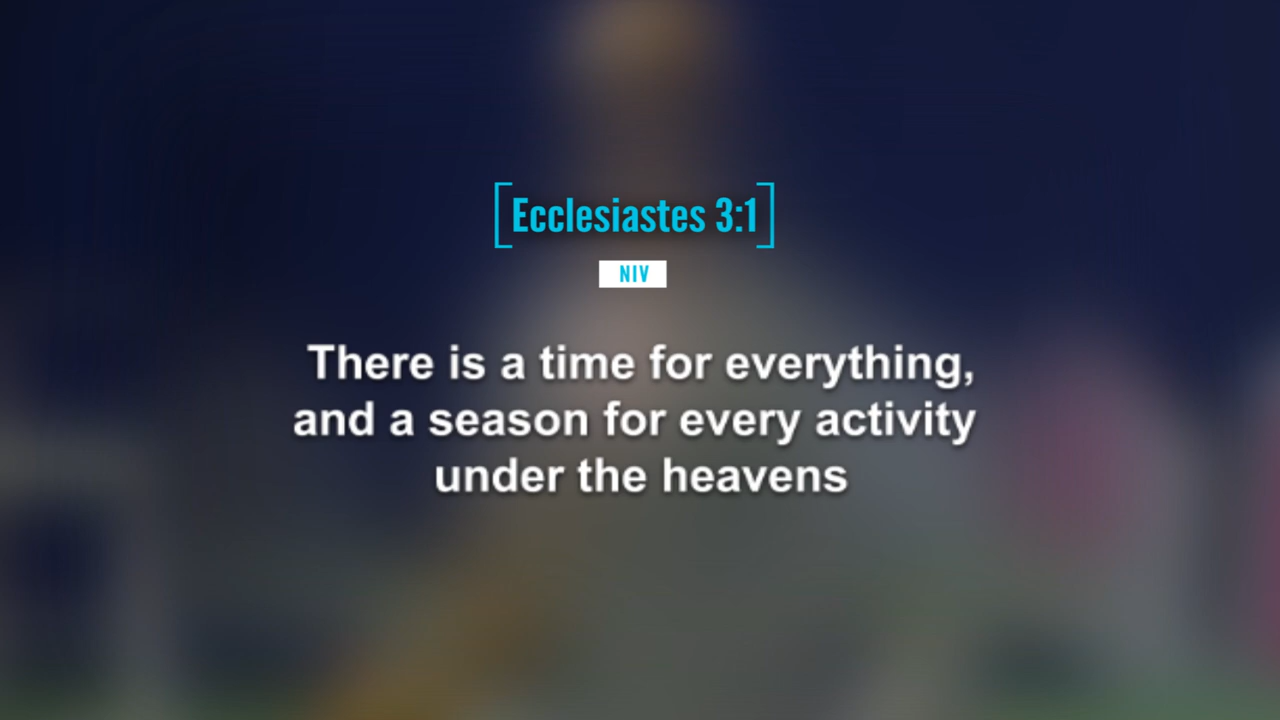 [Ecclesiastes 3:1]
NIV
There is a time for everything,
and a season for every activity
under the heavens